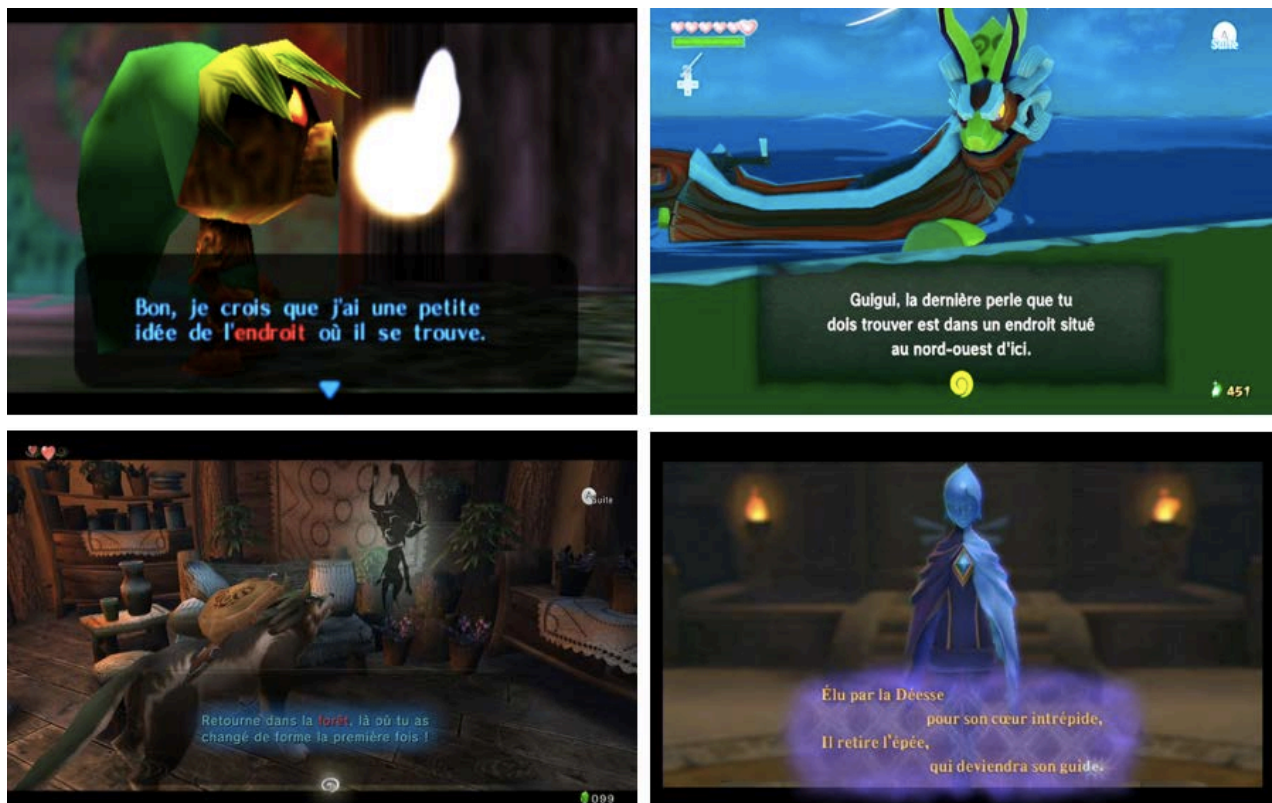 Bon, je crois que j'ai une petite
idée de l'endroit où il se trouve.
A
Suite
Guigui, la dernière perle que tu
dois trouver est dans un endroit situé
au nord-ouest d'ici.
451
A
Suite
Retourne dans la forêt, là où tu as
changé de forme la première fois !
099
Élu par la Déesse
pour son cœur intrépide,
Il retire l'épée,
qui deviendra son guide.